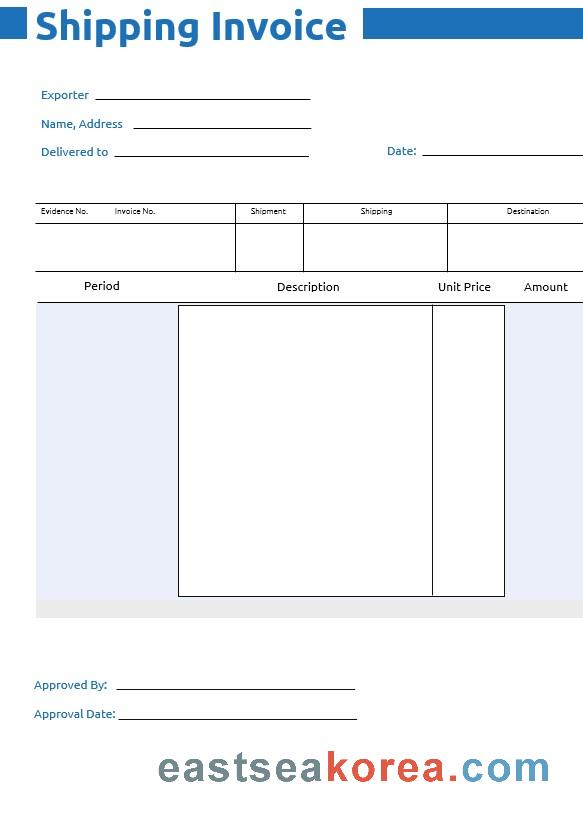 Shipping Invoice
Exporter
Name, Address
Delivered to
Date:
Evidence No. Invoice No. Shipment Shipping Destination
Period Description Unit Price Amount
Approved By:
Approval Date:
eastseakorea.com